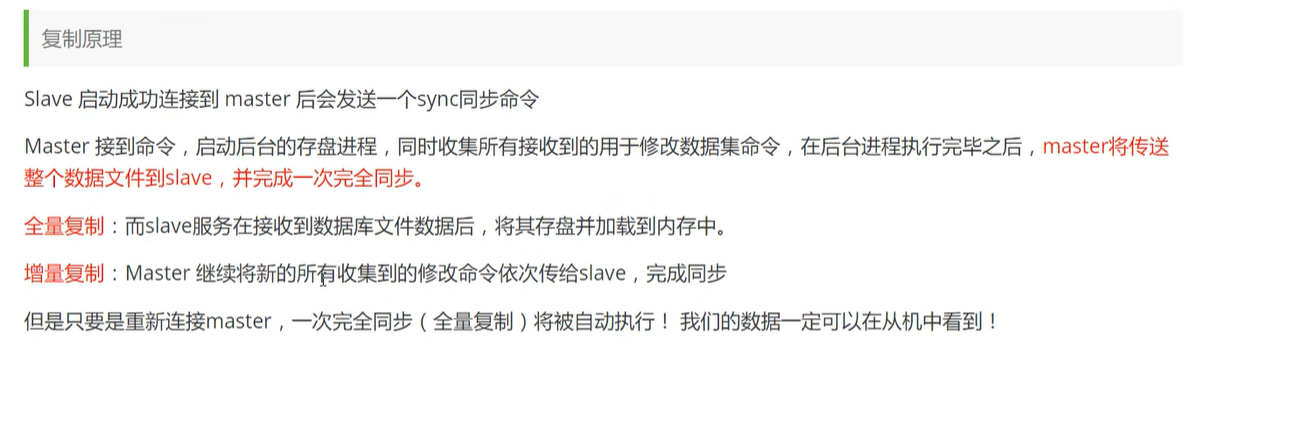 复制原理
Slave 启动成功连接到 master 后会发送一个sync同步命令
Master 接到命令，启动后台的存盘进程，同时收集所有接收到的用于修改数据集命令，在后台进程执行完毕之后，master将传送
整个数据文件到slave，并完成一次完全同步。
全量复制：而slave服务在接收到数据库文件数据后，将其存盘并加载到内存中。
增量复制：Master 继续将新的所有收集到的修改命令依次传给slave，完成同步
但是只要是重新连接master，一次完全同步（全量复制）将被自动执行！ 我们的数据一定可以在从机中看到！